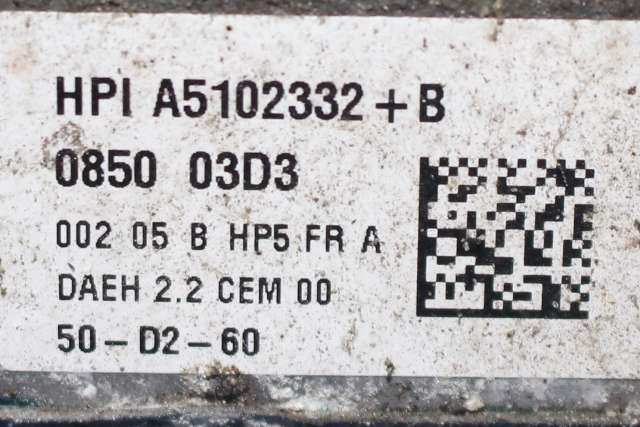 HPI A5102332+B
0850 03D3
002 05 B HP5 FR A
DAEH 2.2 CEM 00
50-D2-60